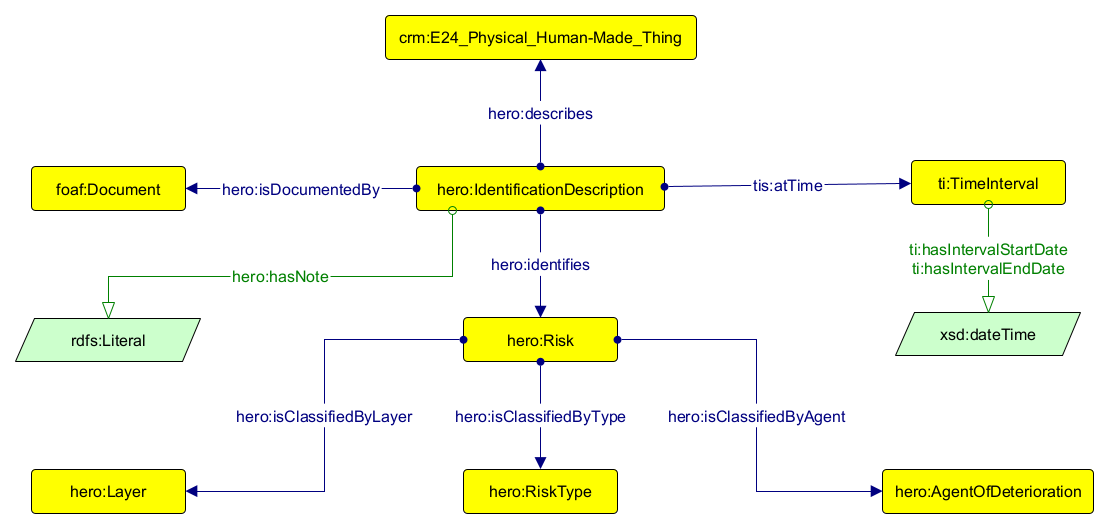 crm:E24_Physical_Human-Made_Thing
hero:describes
foaf:Document
hero:isDocumentedBy
hero:IdentificationDescription
tis:atTime
ti:TimeInterval
hero:hasNote
hero:identifies
ti:hasIntervalStartDate
ti:hasIntervalEndDate
rdfs:Literal
hero:Risk
xsd:dateTime
hero:isClassifiedByLayer
hero:isClassifiedByType
hero:isClassifiedByAgent
hero:Layer
hero:RiskType
hero:AgentOfDeterioration